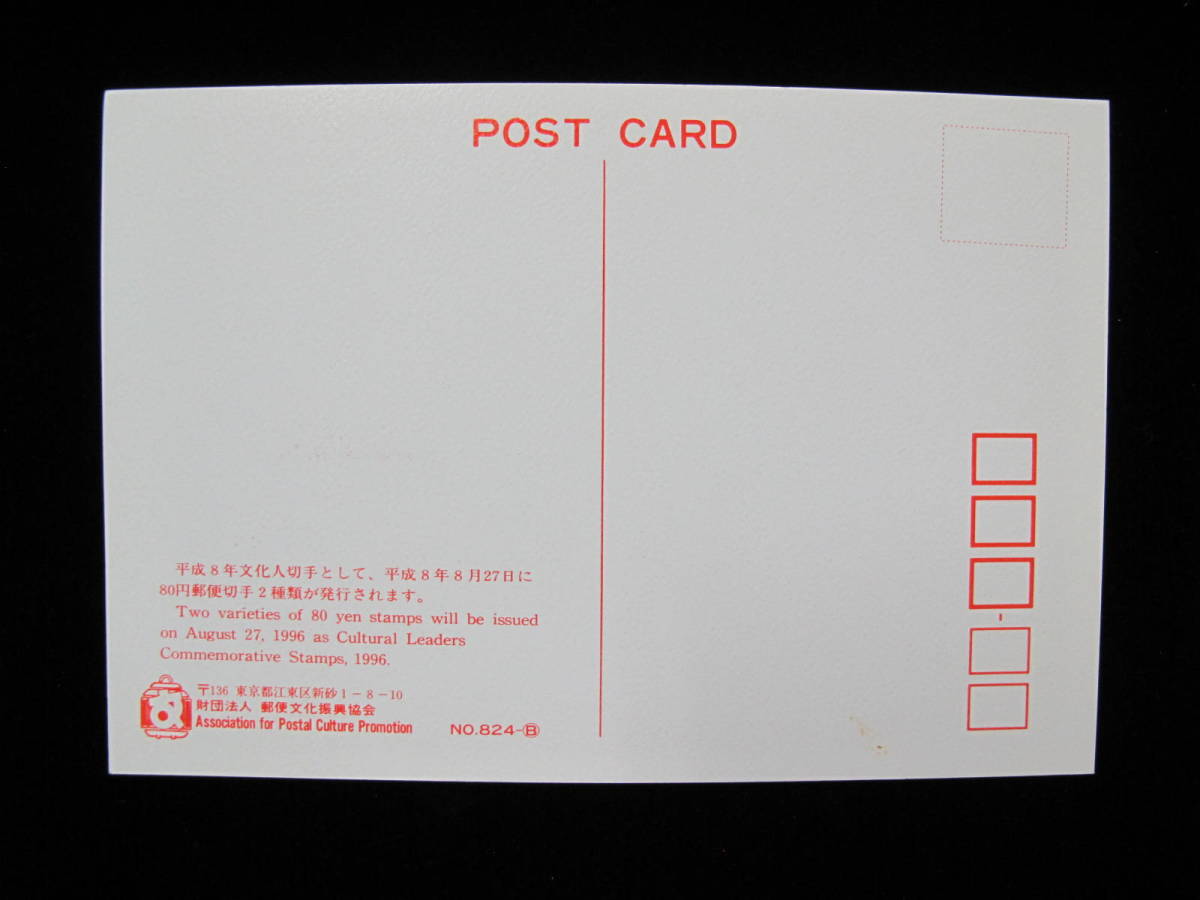 POST CARD
平成8年文化人切手として、平成8年8月27日に
80円郵便切手2種類が発行されます。
Two varieties of 80 yen stamps will be issued
on August 27, 1996 as Cultural Leaders
Commemorative Stamps, 1996.
〒136 東京都江東区新砂1-8-10
財団法人 郵便文化振興協会
Association for Postal Culture Promotion
NO.824-Ⓑ